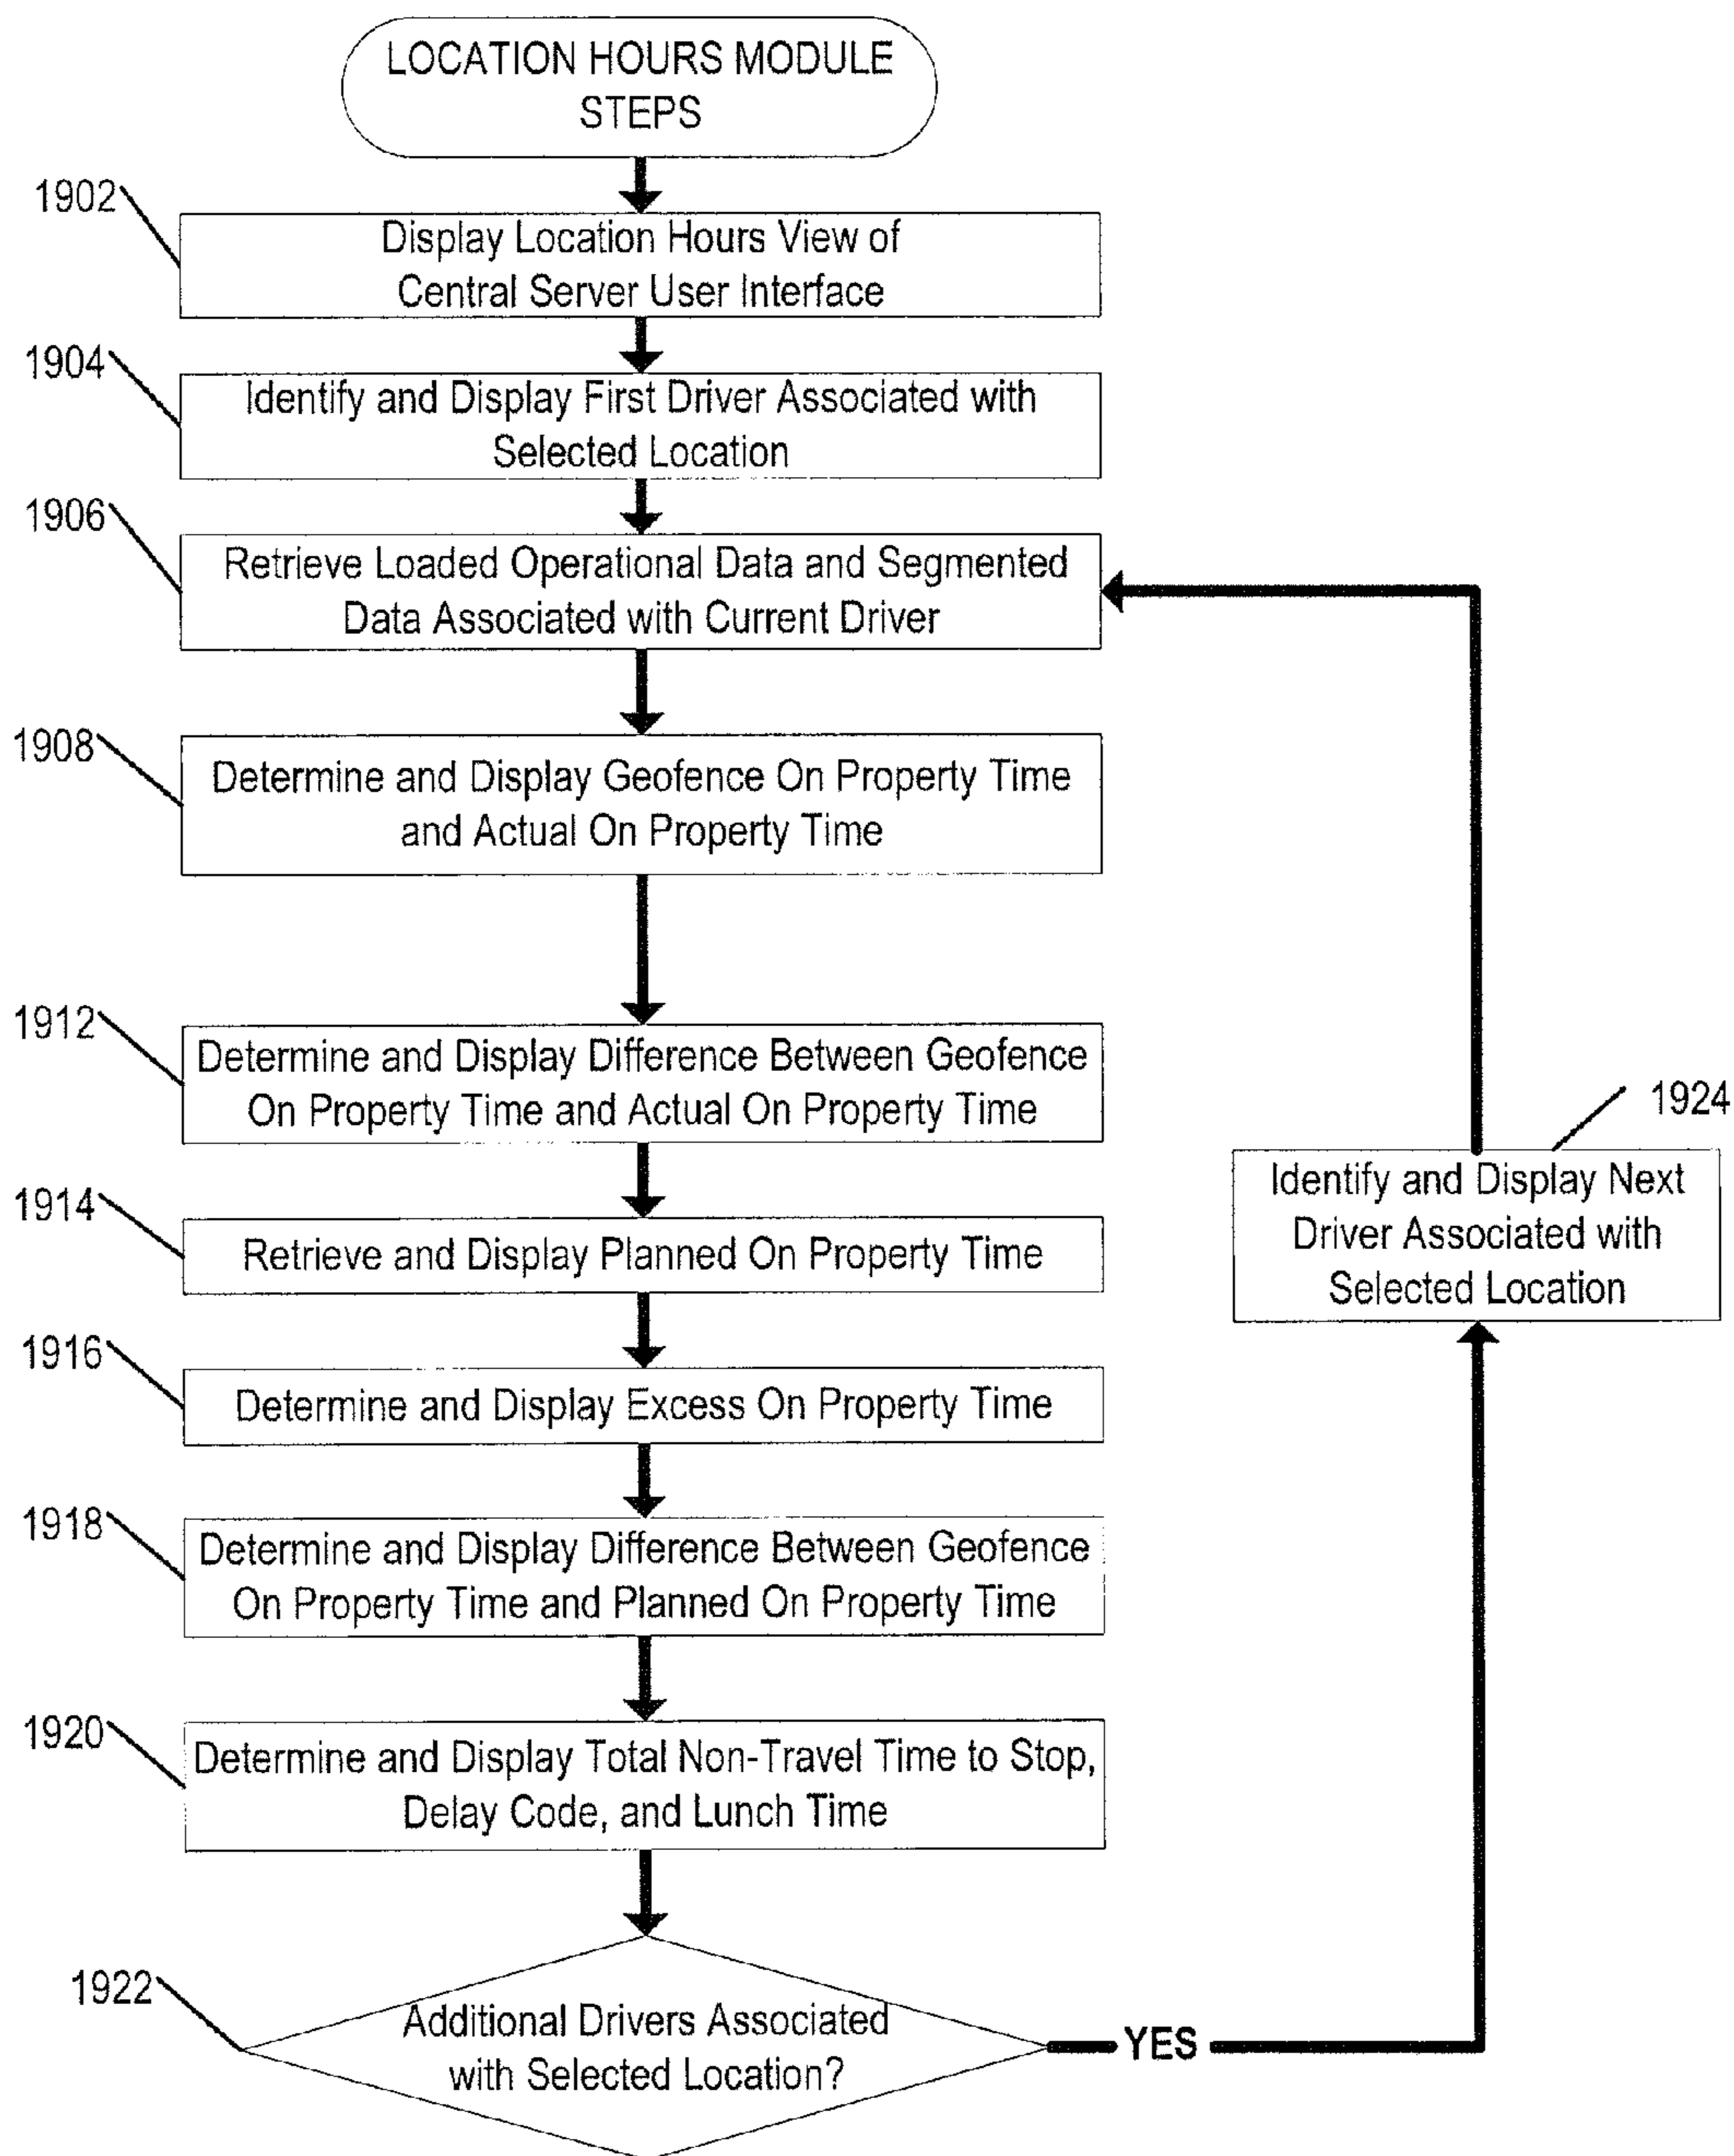 LOCATION HOURS MODULE
STEPS
1902
Display Location Hours View of
Central Server User Interface
1904
Identify and Display First Driver Associated with
Selected Location
1906
Retrieve Loaded Operational Data and Segmented
Data Associated with Current Driver
1908
Determine and Display Geofence On Property Time
and Actual On Property Time
1912
Determine and Display Difference Between Geofence
On Property Time and Actual On Property Time
1914
Retrieve and Display Planned On Property Time
1916
Determine and Display Excess On Property Time
1918
Determine and Display Difference Between Geofence
On Property Time and Planned On Property Time
1920
Determine and Display Total Non-Travel Time to Stop,
Delay Code, and Lunch Time
1922
Additional Drivers Associated
with Selected Location?
YES
1924
Identify and Display Next
Driver Associated with
Selected Location